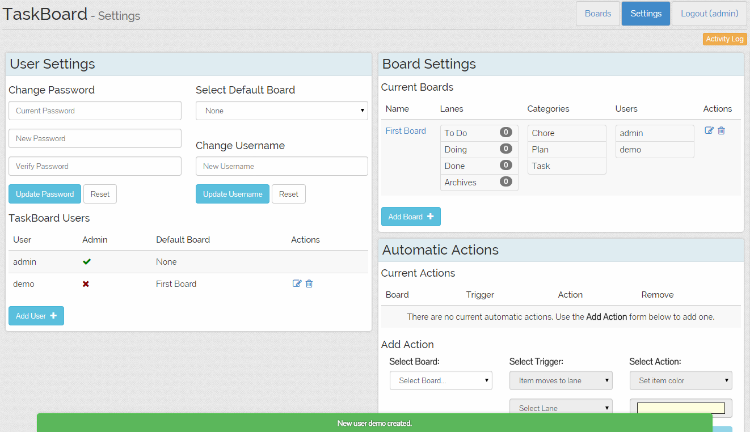 TaskBoard - Settings
Boards
Settings
Logout (admin)
Activity Log
User Settings
Change Password
Current Password
New Password
Verify Password
Update Password
Reset
Select Default Board
None
Change Username
New Username
Update Username
Reset
TaskBoard Users
User Admin Default Board Actions
admin None
demo First Board
Add User +
Board Settings
Current Boards
Name Lanes Categories Users Actions
First Board
To Do 0
Doing 0
Done 0
Archives 0
Chore
Plan
Task
admin
demo
Add Board +
Automatic Actions
Current Actions
Board Trigger Action Remove
There are no current automatic actions. Use the Add Action form below to add one.
Add Action
Select Board: Select Trigger: Select Action:
Select Board... Item moves to lane Set item color
Select Lane
New user demo created.